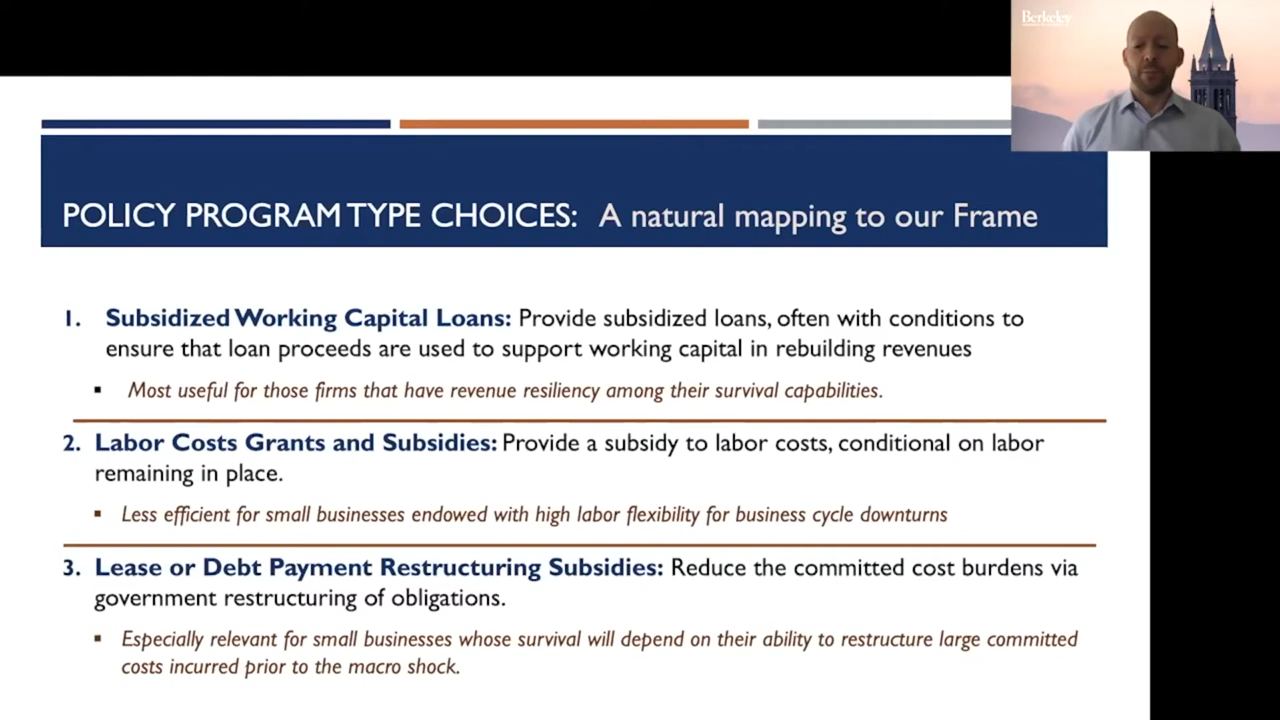 Berkeley
POLICY PROGRAM TYPE CHOICES: A natural mapping to our Frame
1. Subsidized Working Capital Loans: Provide subsidized loans, often with conditions to
ensure that loan proceeds are used to support working capital in rebuilding revenues
▪ Most useful for those firms that have revenue resiliency among their survival capabilities.
2. Labor Costs Grants and Subsidies: Provide a subsidy to labor costs, conditional on labor
remaining in place.
▪ Less efficient for small businesses endowed with high labor flexibility for business cycle downturns
3. Lease or Debt Payment Restructuring Subsidies: Reduce the committed cost burdens via
government restructuring of obligations.
▪ Especially relevant for small businesses whose survival will depend on their ability to restructure large committed
costs incurred prior to the macro shock.